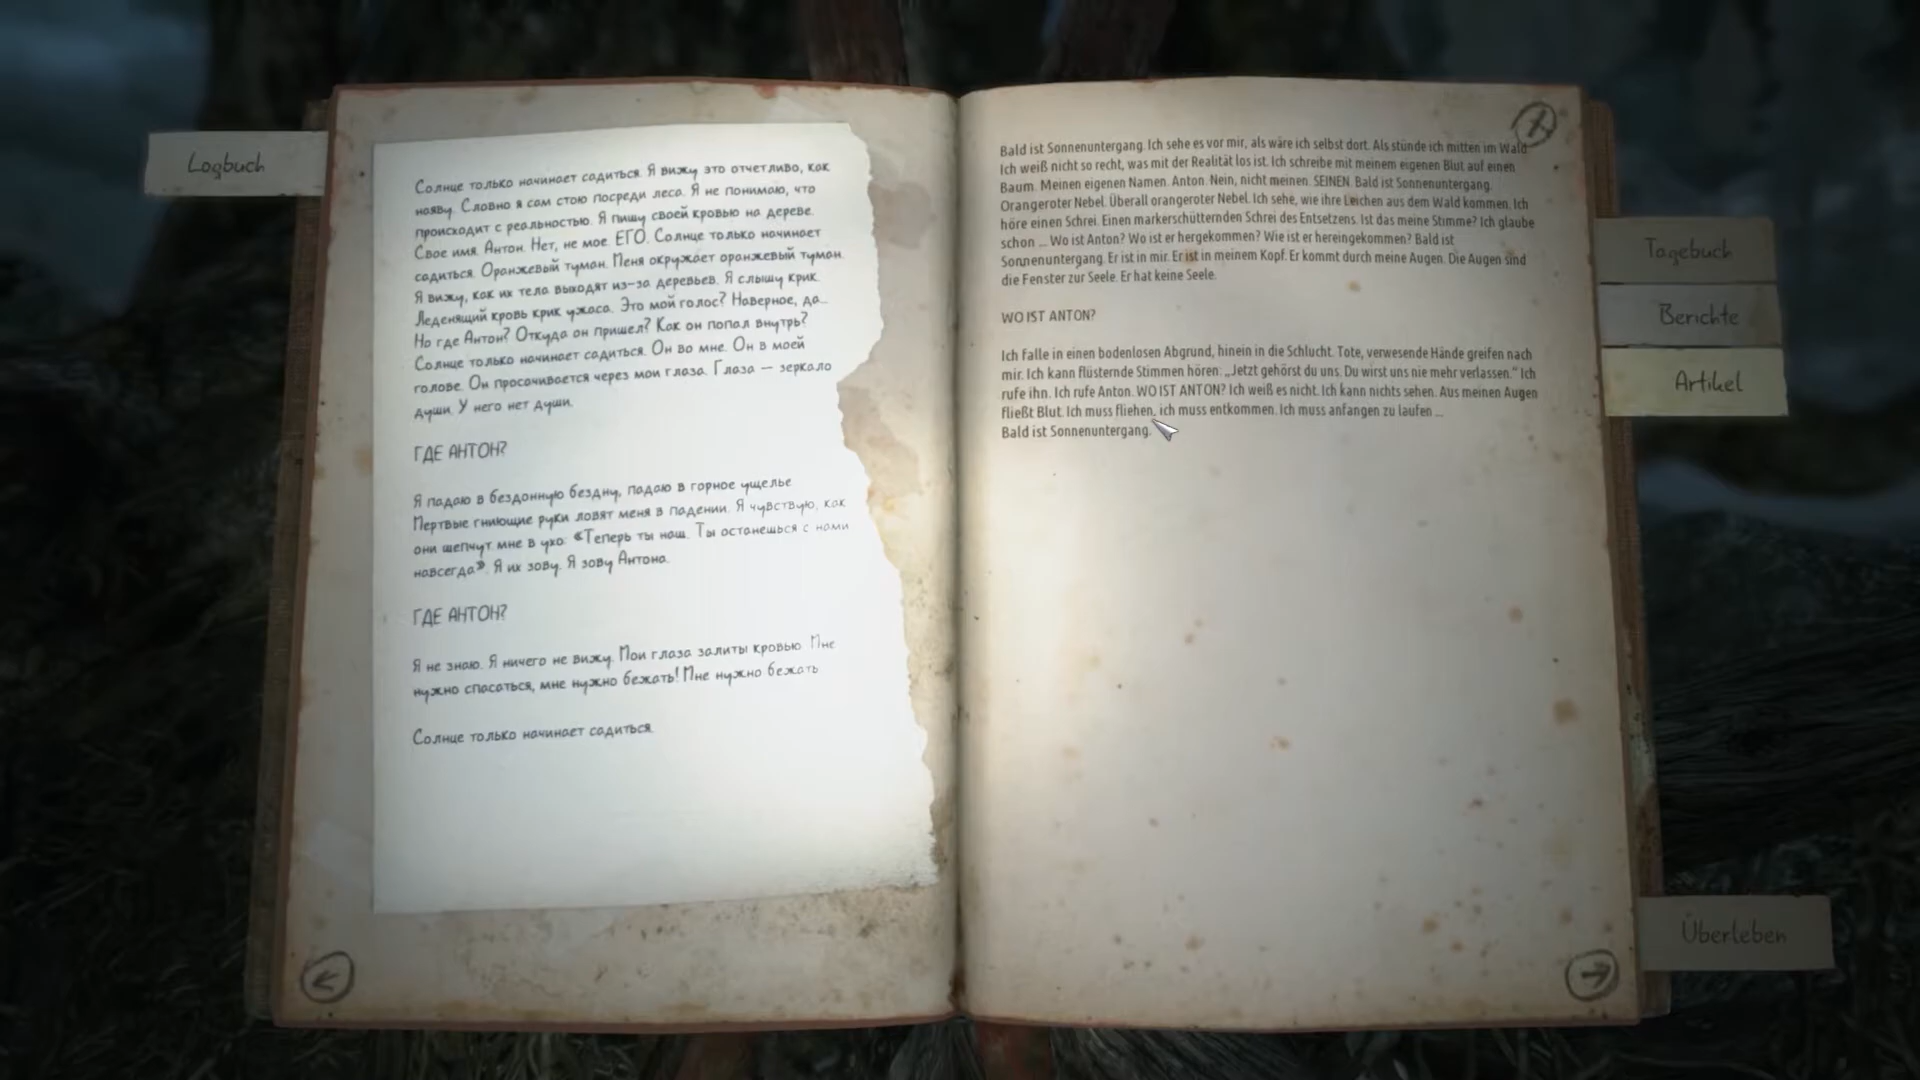 Logbuch
Солнце только начинает садиться. Я вижу это отчетливо, как
наяву. Словно я сам стою посреди леса. Я не понимаю, что
происходит с реальностью. Я пишу своей кровью на дереве.
Свое имя. Антон. Нет, не мое. ЕГО. Солнце только начинает
садиться. Оранжевый туман. Меня окружает оранжевый туман.
Я вижу, как их тела выходят из-за деревьев. Я слышу крик.
Леденящий кровь крик ужаса. Это мой голос? Наверное, да...
Но где Антон? Откуда он пришел? Как он попал внутрь?
Солнце только начинает садиться. Он во мне. Он в моей
голове. Он просачивается через мои глаза. Глаза — зеркало
души. У него нет души.
ГДЕ АНТОН?
Я падаю в бездонную бездну, падаю в горное ущелье
Мертвые гниющие руки ловят меня в падении. Я чувствую, как
они шепчут мне в ухо: «Теперь ты наш. Ты останешься с нами
навсегда». Я их зову. Я зову Антона.
ГДЕ АНТОН?
Я не знаю. Я ничего не вижу. Мои глаза залиты кровью. Мне
нужно спасаться, мне нужно бежать! Мне нужно бежать
Солнце только начинает садиться.
Bald ist Sonnenuntergang. Ich sehe es vor mir, als wäre ich selbst dort. Als stünde ich mitten im Wald.
Ich weiß nicht so recht, was mit der Realität los ist. Ich schreibe mit meinem eigenen Blut auf einen
Baum. Meinen eigenen Namen. Anton. Nein, nicht meinen. SEINEN. Bald ist Sonnenuntergang.
Orangeroter Nebel. Überall orangeroter Nebel. Ich sehe, wie ihre Leichen aus dem Wald kommen. Ich
höre einen Schrei. Einen markerschütternden Schrei des Entsetzens. Ist das meine Stimme? Ich glaube
schon ... Wo ist Anton? Wo ist er hergekommen? Wie ist er hereingekommen? Bald ist
Sonnenuntergang. Er ist in mir. Er ist in meinem Kopf. Er kommt durch meine Augen. Die Augen sind
die Fenster zur Seele. Er hat keine Seele.
WO IST ANTON?
Ich falle in einen bodenlosen Abgrund, hinein in die Schlucht. Tote, verwesende Hände greifen nach
mir. Ich kann flüsternde Stimmen hören: „Jetzt gehörst du uns. Du wirst uns nie mehr verlassen.“ Ich
rufe ihn. Ich rufe Anton. WO IST ANTON? Ich weiß es nicht. Ich kann nichts sehen. Aus meinen Augen
fließt Blut. Ich muss fliehen, ich muss entkommen. Ich muss anfangen zu laufen ...
Bald ist Sonnenuntergang.
Tagebuch
Berichte
Artikel
Überleben